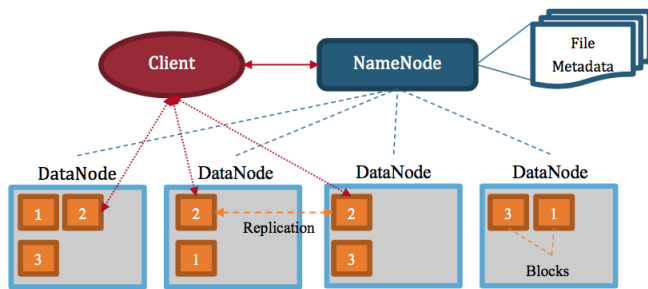 Client
NameNode
File
Metadata
DataNode
DataNode
DataNode
DataNode
1 2
2
2
3 1
Replication
3
1
3
Blocks